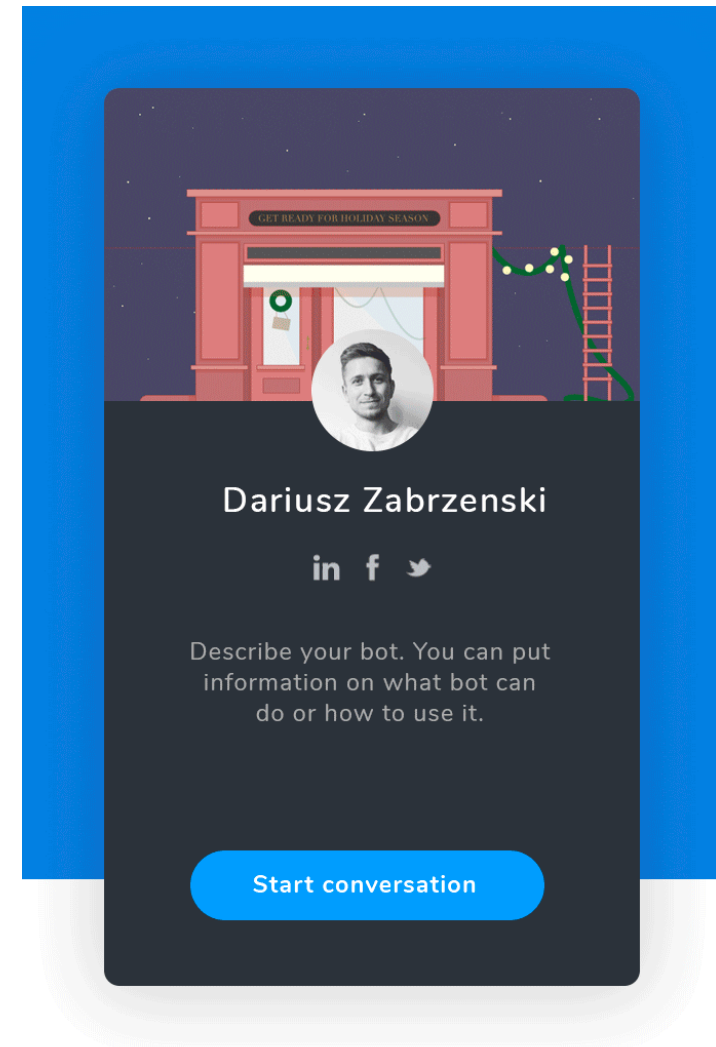 GET READY FOR HOLIDAY SEASON
Dariusz Zabrzenski
in f
Describe your bot. You can put
information on what bot can
do or how to use it.
Start conversation